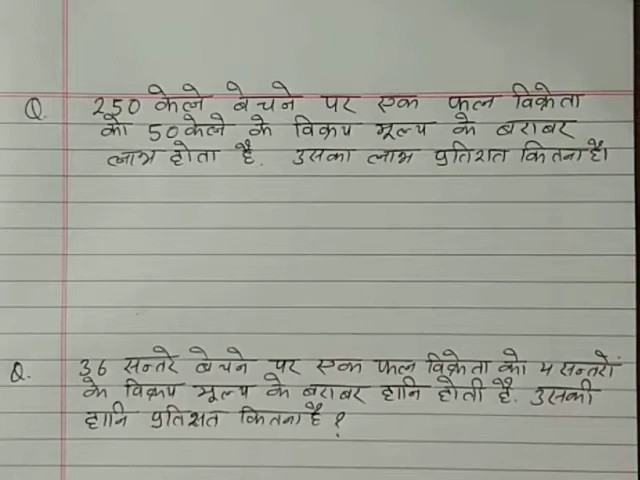 Q. 250 केले बेचने पर एक फल विक्रेता
को 50 केले के विक्रय मूल्य के बराबर
लाभ होता है. उसका लाभ प्रतिशत कितना है।
Q. 36 सन्तरे बेचने पर एक फल विक्रेता को 4 सन्तरों
के विक्रय मूल्य के बराबर हानि होती है. उसकी
हानि प्रतिशत कितना है ?